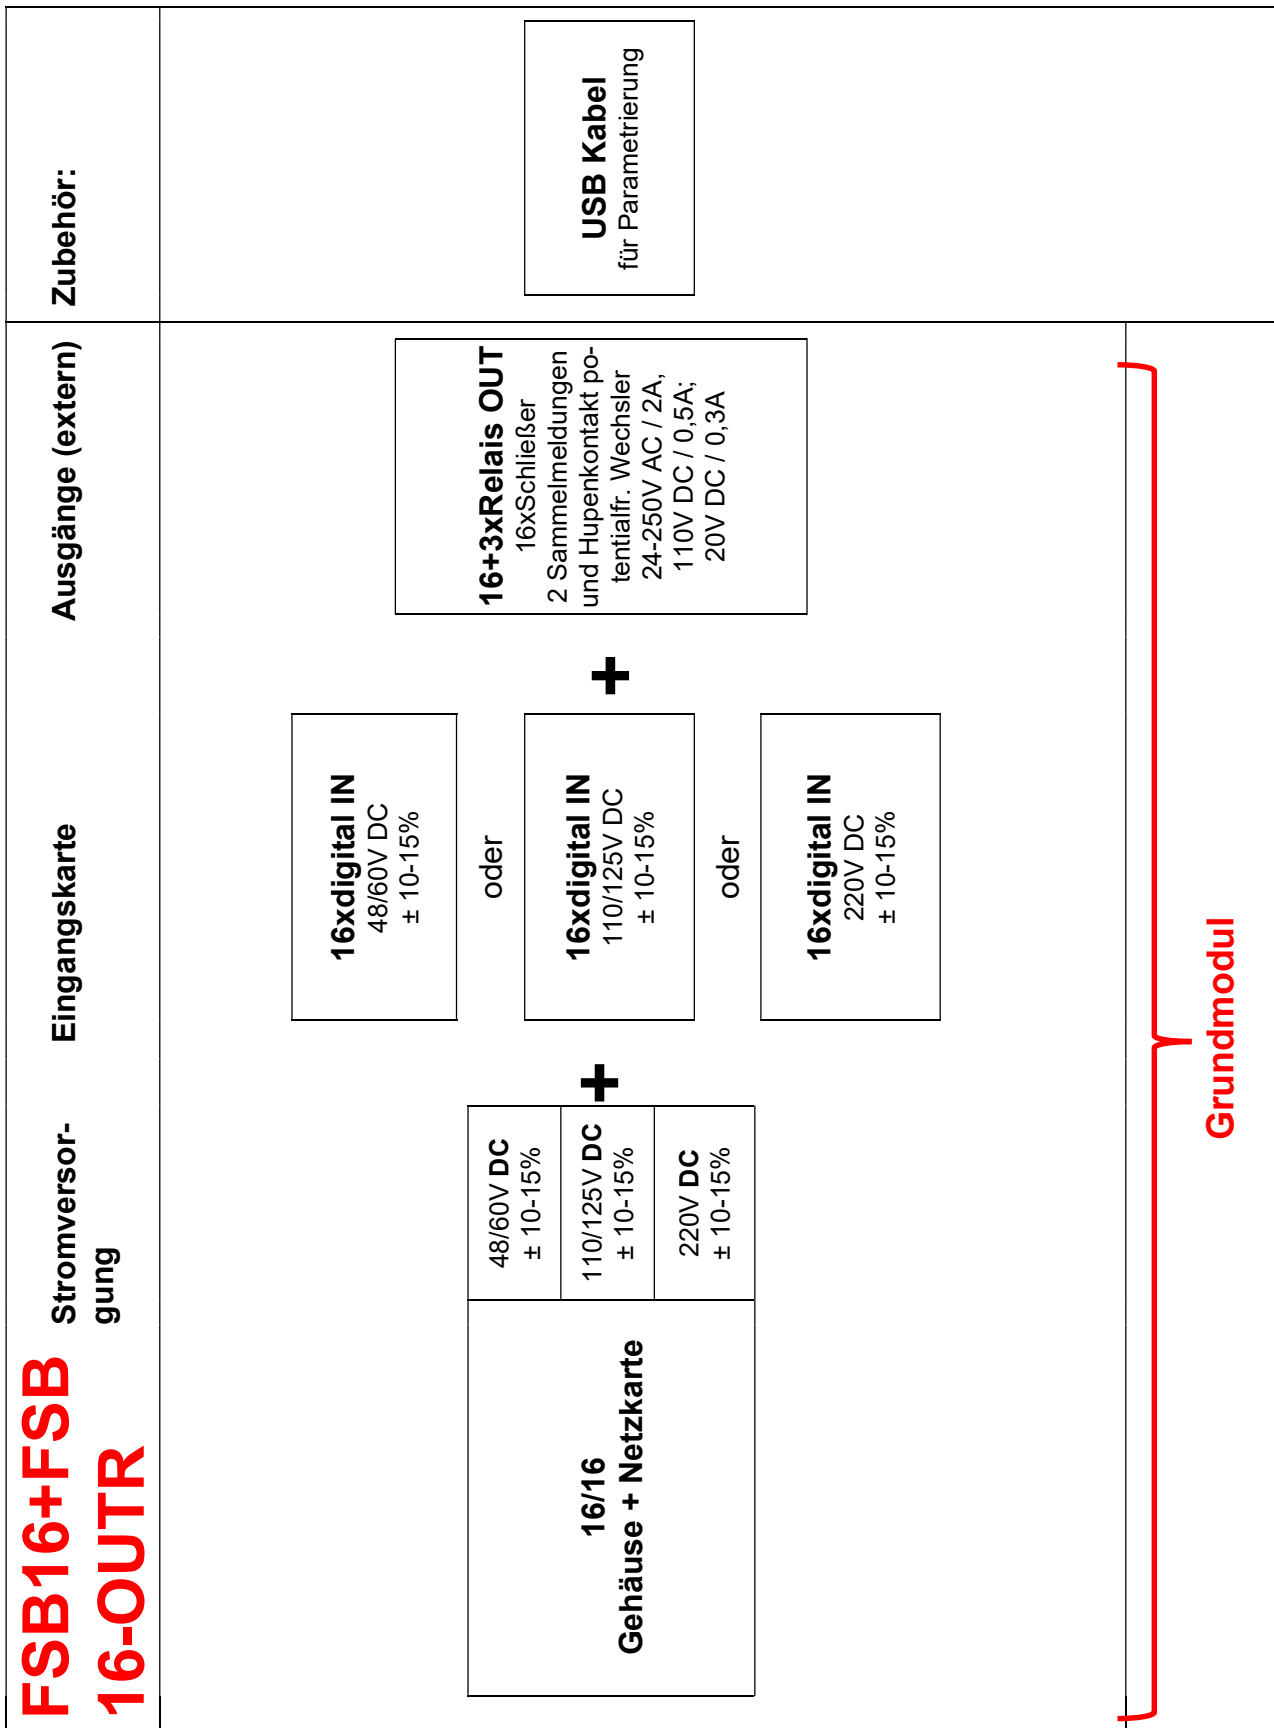 FSB16+FSB
16-OUTR
Stromversor-
gung
Eingangskarte
Ausgänge (extern)
Zubehör:
16/16
Gehäuse + Netzkarte
48/60V DC
± 10-15%
110/125V DC
± 10-15%
220V DC
± 10-15%
+
16xdigital IN
48/60V DC
± 10-15%
oder
16xdigital IN
110/125V DC
± 10-15%
oder
16xdigital IN
220V DC
± 10-15%
+
16+3xRelais OUT
16xSchließer
2 Sammelmeldungen
und Hupenkontakt po-
tentialfr. Wechsler
24-250V AC / 2A,
110V DC / 0,5A;
20V DC / 0,3A
USB Kabel
für Parametrierung
Grundmodul